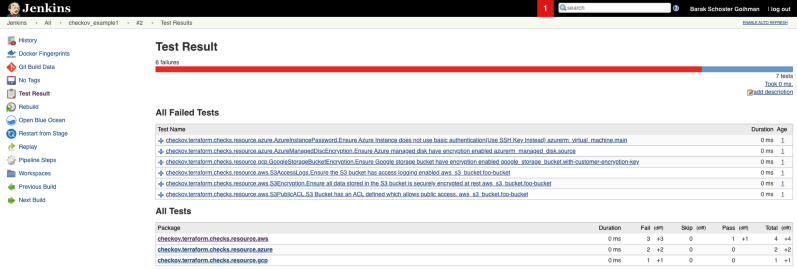 Jenkins
1
search
Barak Schoster Goihman
| log out
Jenkins
All
checkov_example1
#2
Test Results
ENABLE AUTO REFRESH
History
Docker Fingerprints
Git Build Data
No Tags
Test Result
Rebuild
Open Blue Ocean
Restart from Stage
Replay
Pipeline Steps
Workspaces
Previous Build
Next Build
Test Result
6 failures
7 tests
Took 0 ms.
add description
All Failed Tests
Test Name Duration Age
checkov.terraform.checks.resource.azure.AzureInstancePassword.Ensure Azure Instance does not use basic authentication(Use SSH Key Instead) azurerm_virtual_machine.main 0 ms 1
checkov.terraform.checks.resource.azure.AzureManagedDiscEncryption.Ensure Azure managed disk have encryption enabled azurerm_managed_disk.source 0 ms 1
checkov.terraform.checks.resource.gcp.GoogleStorageBucketEncryption.Ensure Google storage bucket have encryption enabled google_storage_bucket.with-customer-encryption-key 0 ms 1
checkov.terraform.checks.resource.aws.S3AccessLogs.Ensure the S3 bucket has access logging enabled aws_s3_bucket.foo-bucket 0 ms 1
checkov.terraform.checks.resource.aws.S3Encryption.Ensure all data stored in the S3 bucket is securely encrypted at rest aws_s3_bucket.foo-bucket 0 ms 1
checkov.terraform.checks.resource.aws.S3PublicACL.S3 Bucket has an ACL defined which allows public access. aws_s3_bucket.foo-bucket 0 ms 1
All Tests
Package Duration Fail (diff) Skip (diff) Pass (diff) Total (diff)
checkov.terraform.checks.resource.aws 0 ms 3 +3 0 1 +1 4 +4
checkov.terraform.checks.resource.azure 0 ms 2 +2 0 0 2 +2
checkov.terraform.checks.resource.gcp 0 ms 1 +1 0 0 1 +1